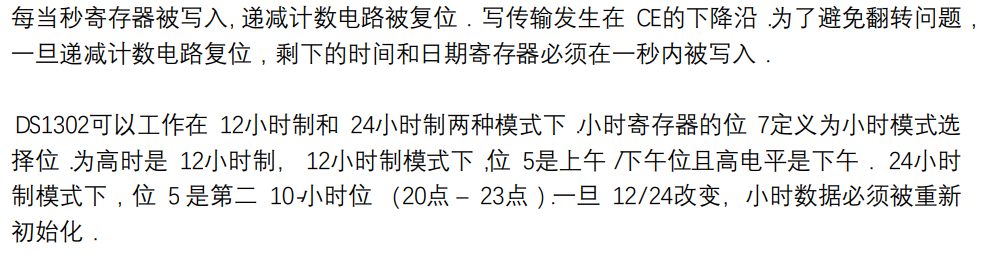 每当秒寄存器被写入, 递减计数电路被复位 . 写传输发生在 CE的下降沿 .为了避免翻转问题 ,
一旦递减计数电路复位 , 剩下的时间和日期寄存器必须在一秒内被写入 .
DS1302可以工作在 12小时制和 24小时制两种模式下 .小时寄存器的位 7定义为小时模式选
择位 .为高时是 12小时制, 12小时制模式下 ,位 5是上午 /下午位且高电平是下午 . 24小时
制模式下 , 位 5 是第二 10-小时位 (20点 – 23点 ) .一旦 12/24改变, 小时数据必须被重新
初始化 .